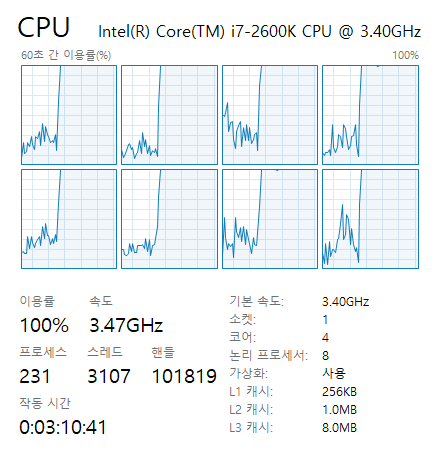 CPU Intel(R) Core(TM) i7-2600K CPU @ 3.40GHz
60초 간 이용률(%) 100%
이용률 속도
100% 3.47GHz
프로세스 스레드 핸들
231 3107 101819
작동 시간
0:03:10:41
기본 속도: 3.40GHz
소켓: 1
코어: 4
논리 프로세서: 8
가상화: 사용
L1 캐시: 256KB
L2 캐시: 1.0MB
L3 캐시: 8.0MB